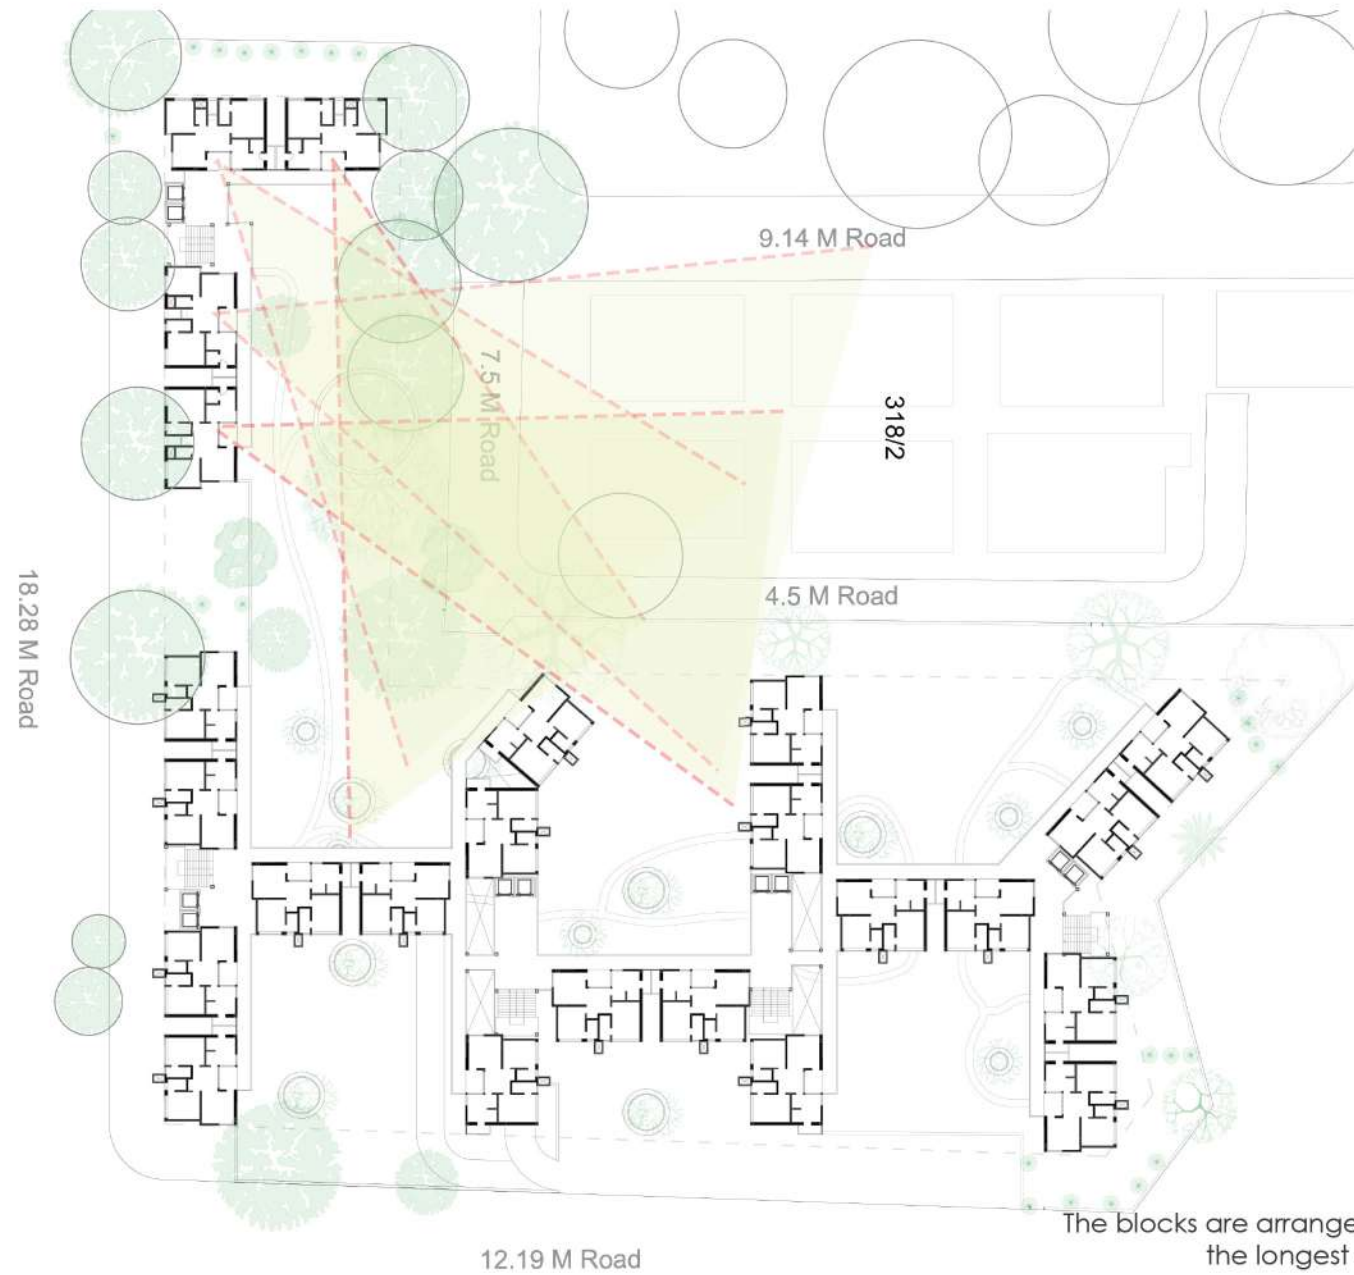 9.14 M Road
7.5 M Road
318/2
4.5 M Road
18.28 M Road
The blocks are arrange
the longest
12.19 M Road